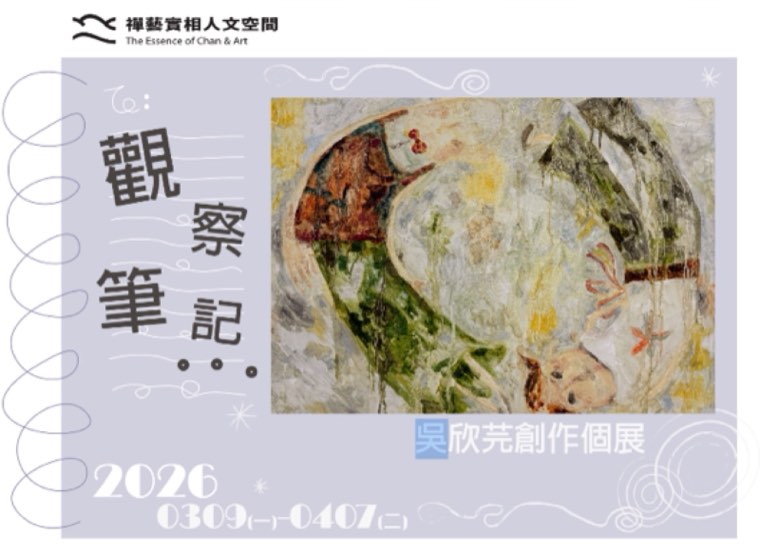 禪藝實相人文空間
The Essence of Chan & Art
To:
觀察筆記...
吳欣芫創作個展
2026
0309(一)-0407(二)